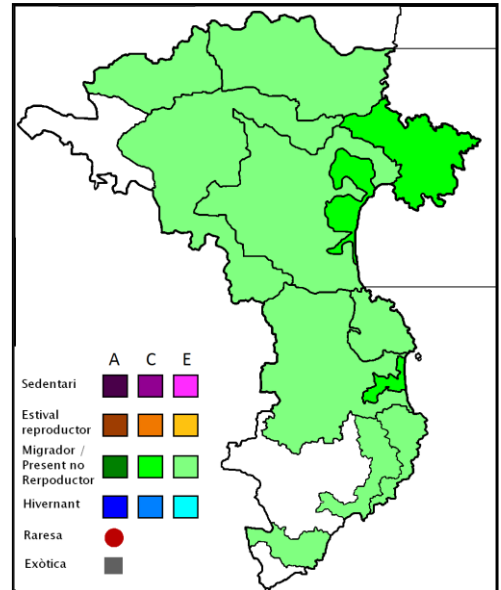 A C E
Sedentari
Estival
reproductor
Migrador /
Present no
Rerpoductor
Hivernant
Raresa
Exòtica